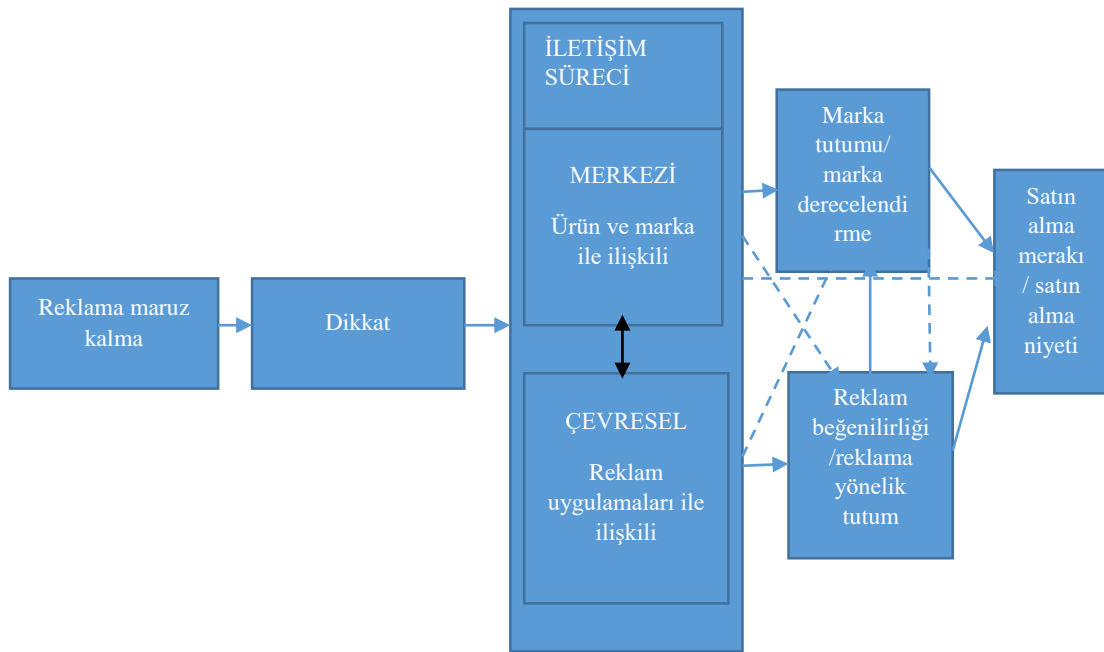 Reklama maruz
kalma
Dikkat
İLETİŞİM
SÜRECİ
MERKEZİ
Ürün ve marka
ile ilişkili
ÇEVRESEL
Reklam
uygulamaları ile
ilişkili
Marka
tutumu/
marka
derecelendi
rme
Reklam
beğenilirliği
/reklama
yönelik
tutum
Satın
alma
merakı
/ satın
alma
niyeti